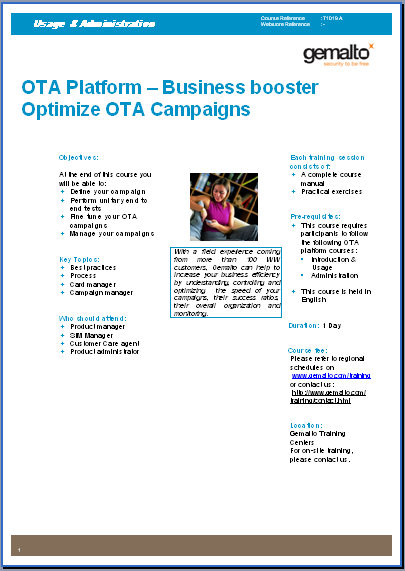 Usage & Administration
Course Reference : T1019A
Webstore Reference : -
gemalto
security to be free
OTA Platform – Business booster
Optimize OTA Campaigns
Objectives:
At the end of this course you
will be able to:
Define your campaign
Perform unitary end to
end tests
Fine tune your OTA
campaigns
Manage your campaigns
Key Topics:
Best practices
Process
Card manager
Campaign manager
Who should attend:
Product manager
SIM Manager
Customer Care agent
Product administrator
With a field experience coming
from more than 100 WW
customers, Gemalto can help to
increase your business efficiency
by understanding, controlling and
optimizing the speed of your
campaigns, their success ratios,
their overall organization and
monitoring.
Each training session
consists of:
A complete course
manual
Practical exercises
Pre-requisites:
This course requires
participants to follow
the following OTA
platform courses:
Introduction &
Usage
Administration
This course is held in
English
Duration: 1 Day
Course fee:
Please refer to regional
schedules on
www.gemalto.com/training
or contact us:
http://www.gemalto.com/
training/contact.html
Location:
Gemalto Training
Centers
For on-site training,
please contact us.
1